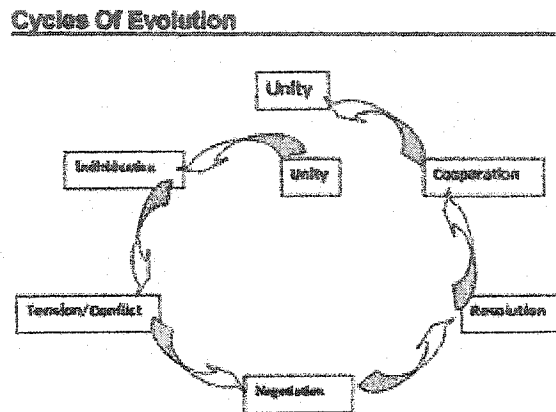 Cycles Of Evolution
Unity
Individuation
Unity
Cooperation
Tension/Conflict
Resolution
Negotiation